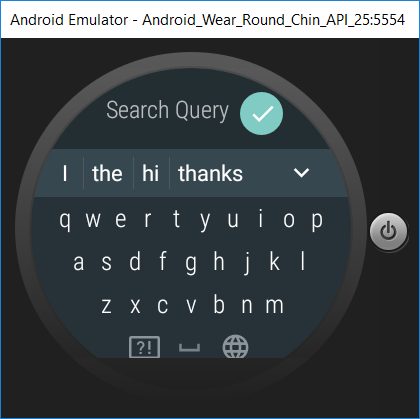 Android Emulator - Android_Wear_Round_Chin_API_25:5554
Search Query
I the hi thanks
q w e r t y u i o p
a s d f g h j k l
z x c v b n m
?!